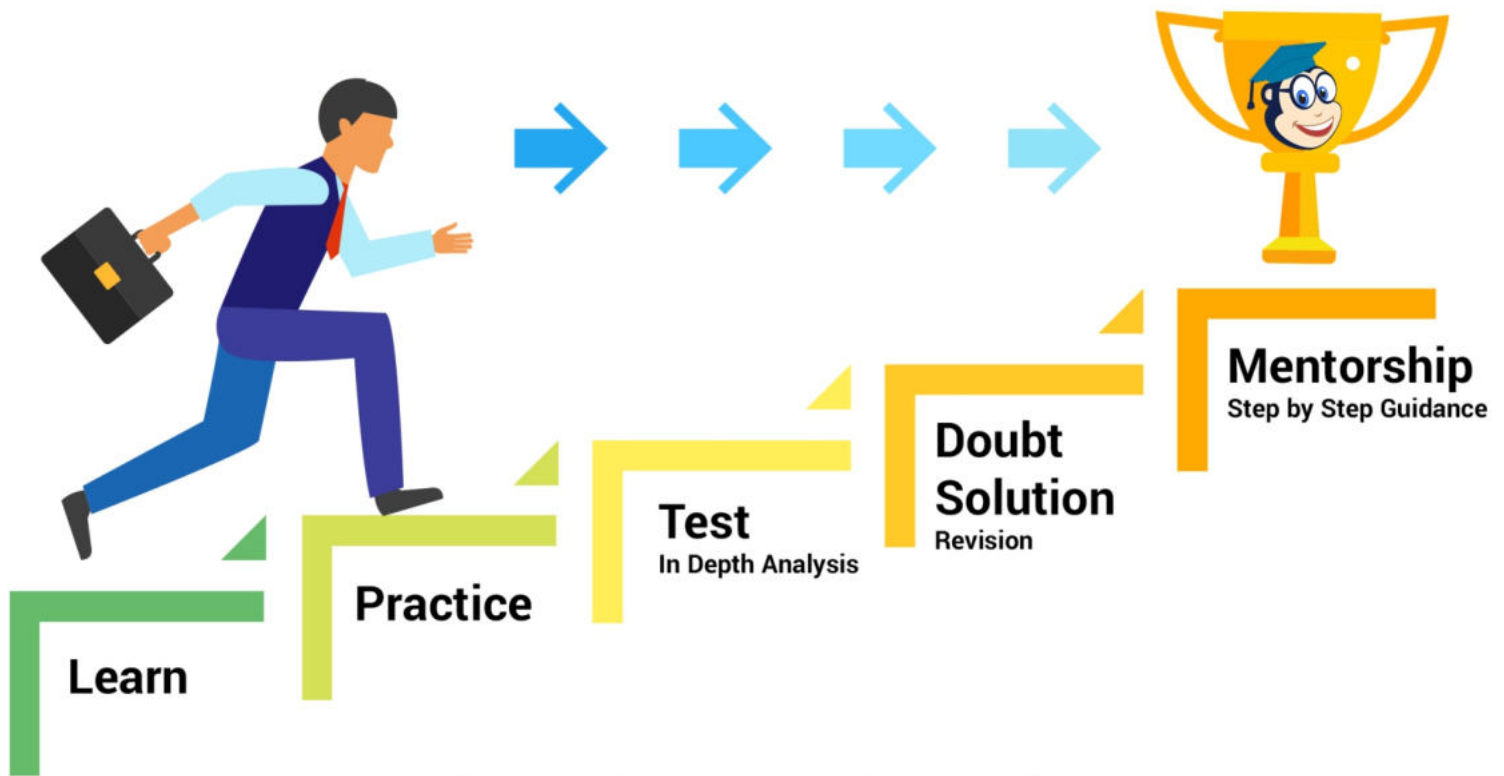 Learn
Practice
Test
In Depth Analysis
Doubt
Solution
Revision
Mentorship
Step by Step Guidance